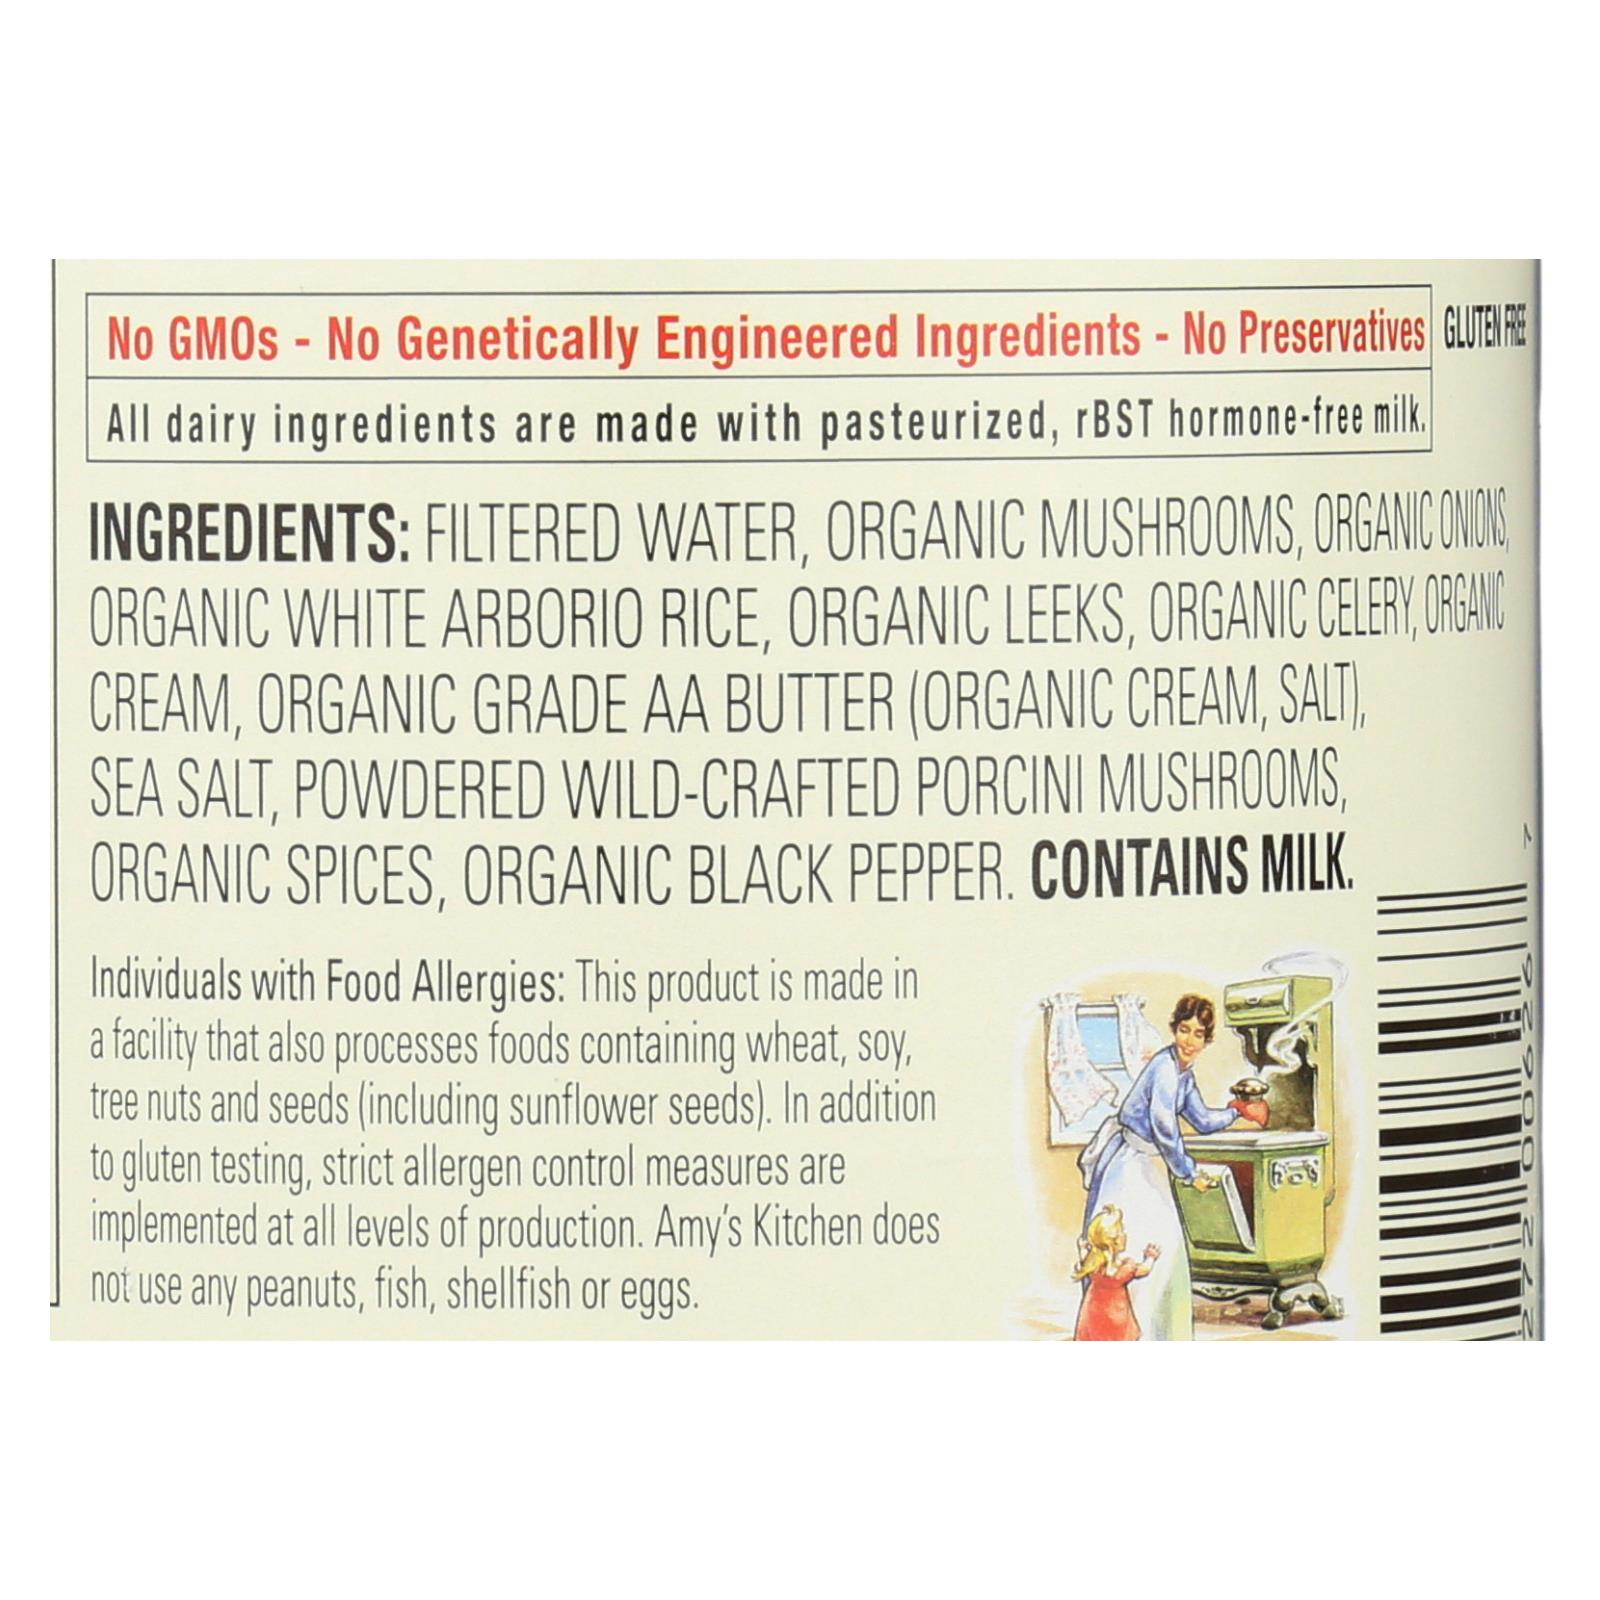 No GMOs - No Genetically Engineered Ingredients - No Preservatives
GLUTEN FREE
All dairy ingredients are made with pasteurized, rBST hormone-free milk.
INGREDIENTS: FILTERED WATER, ORGANIC MUSHROOMS, ORGANIC ONIONS,
ORGANIC WHITE ARBORIO RICE, ORGANIC LEEKS, ORGANIC CELERY, ORGANIC
CREAM, ORGANIC GRADE AA BUTTER (ORGANIC CREAM, SALT),
SEA SALT, POWDERED WILD-CRAFTED PORCINI MUSHROOMS,
ORGANIC SPICES, ORGANIC BLACK PEPPER. CONTAINS MILK.
Individuals with Food Allergies: This product is made in
a facility that also processes foods containing wheat, soy,
tree nuts and seeds (including sunflower seeds). In addition
to gluten testing, strict allergen control measures are
implemented at all levels of production. Amy's Kitchen does
not use any peanuts, fish, shellfish or eggs.
272 00626 7